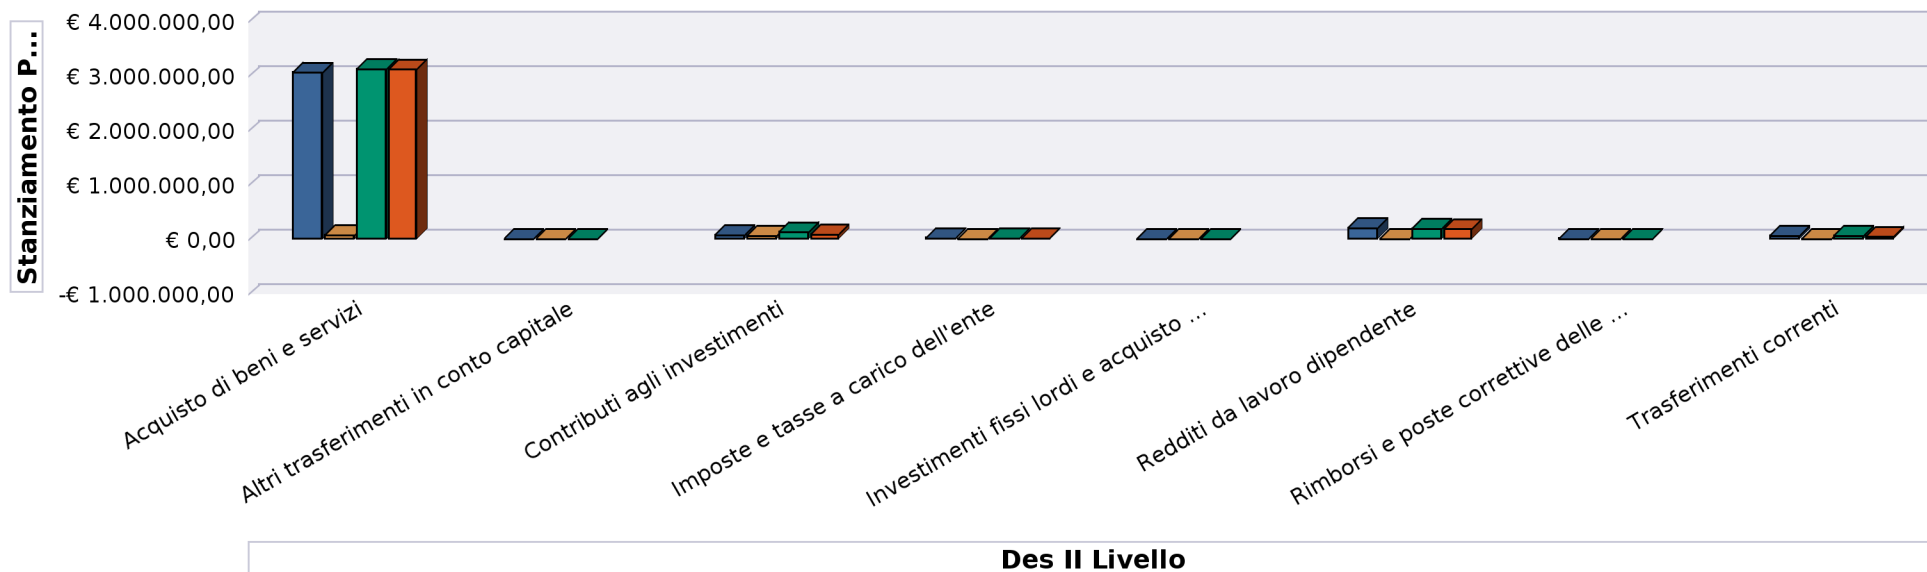 Stanziamento P...
€ 4.000.000,00
€ 3.000.000,00
€ 2.000.000,00
€ 1.000.000,00
€ 0,00
-€ 1.000.000,00
Acquisto di beni e servizi
Altri trasferimenti in conto capitale
Contributi agli investimenti
Imposte e tasse a carico dell'ente
Investimenti fissi lordi e acquisto ...
Redditi da lavoro dipendente
Rimborsi e poste correttive delle ...
Trasferimenti correnti
Des II Livello